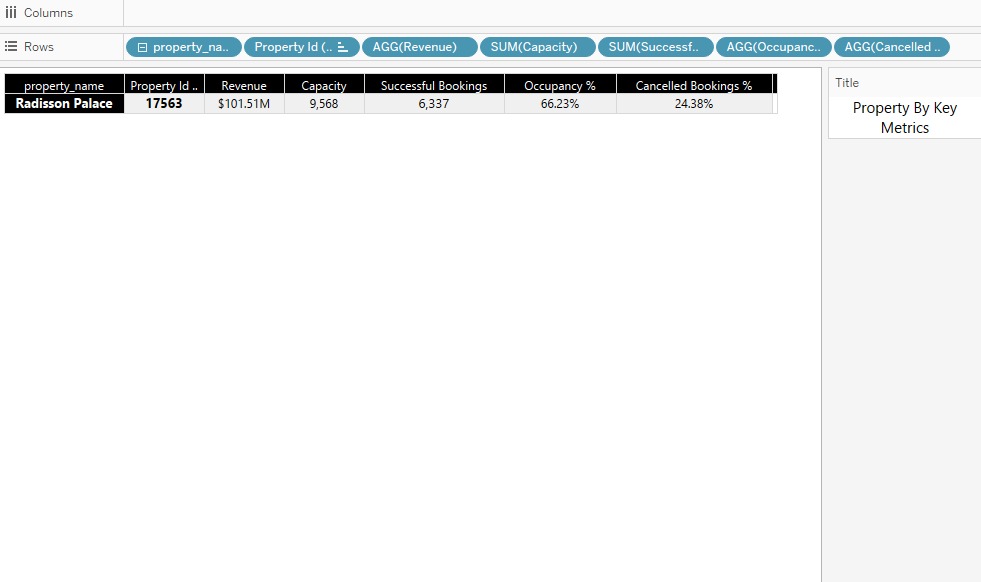 Columns
Rows
property_na.. Property Id (.. AGG(Revenue) SUM(Capacity) SUM(Successf.. AGG(Occupanc.. AGG(Cancelled ..
property_name Property Id .. Revenue Capacity Successful Bookings Occupancy % Cancelled Bookings %
Radisson Palace 17563 $101.51M 9,568 6,337 66.23% 24.38%
Title
Property By Key
Metrics